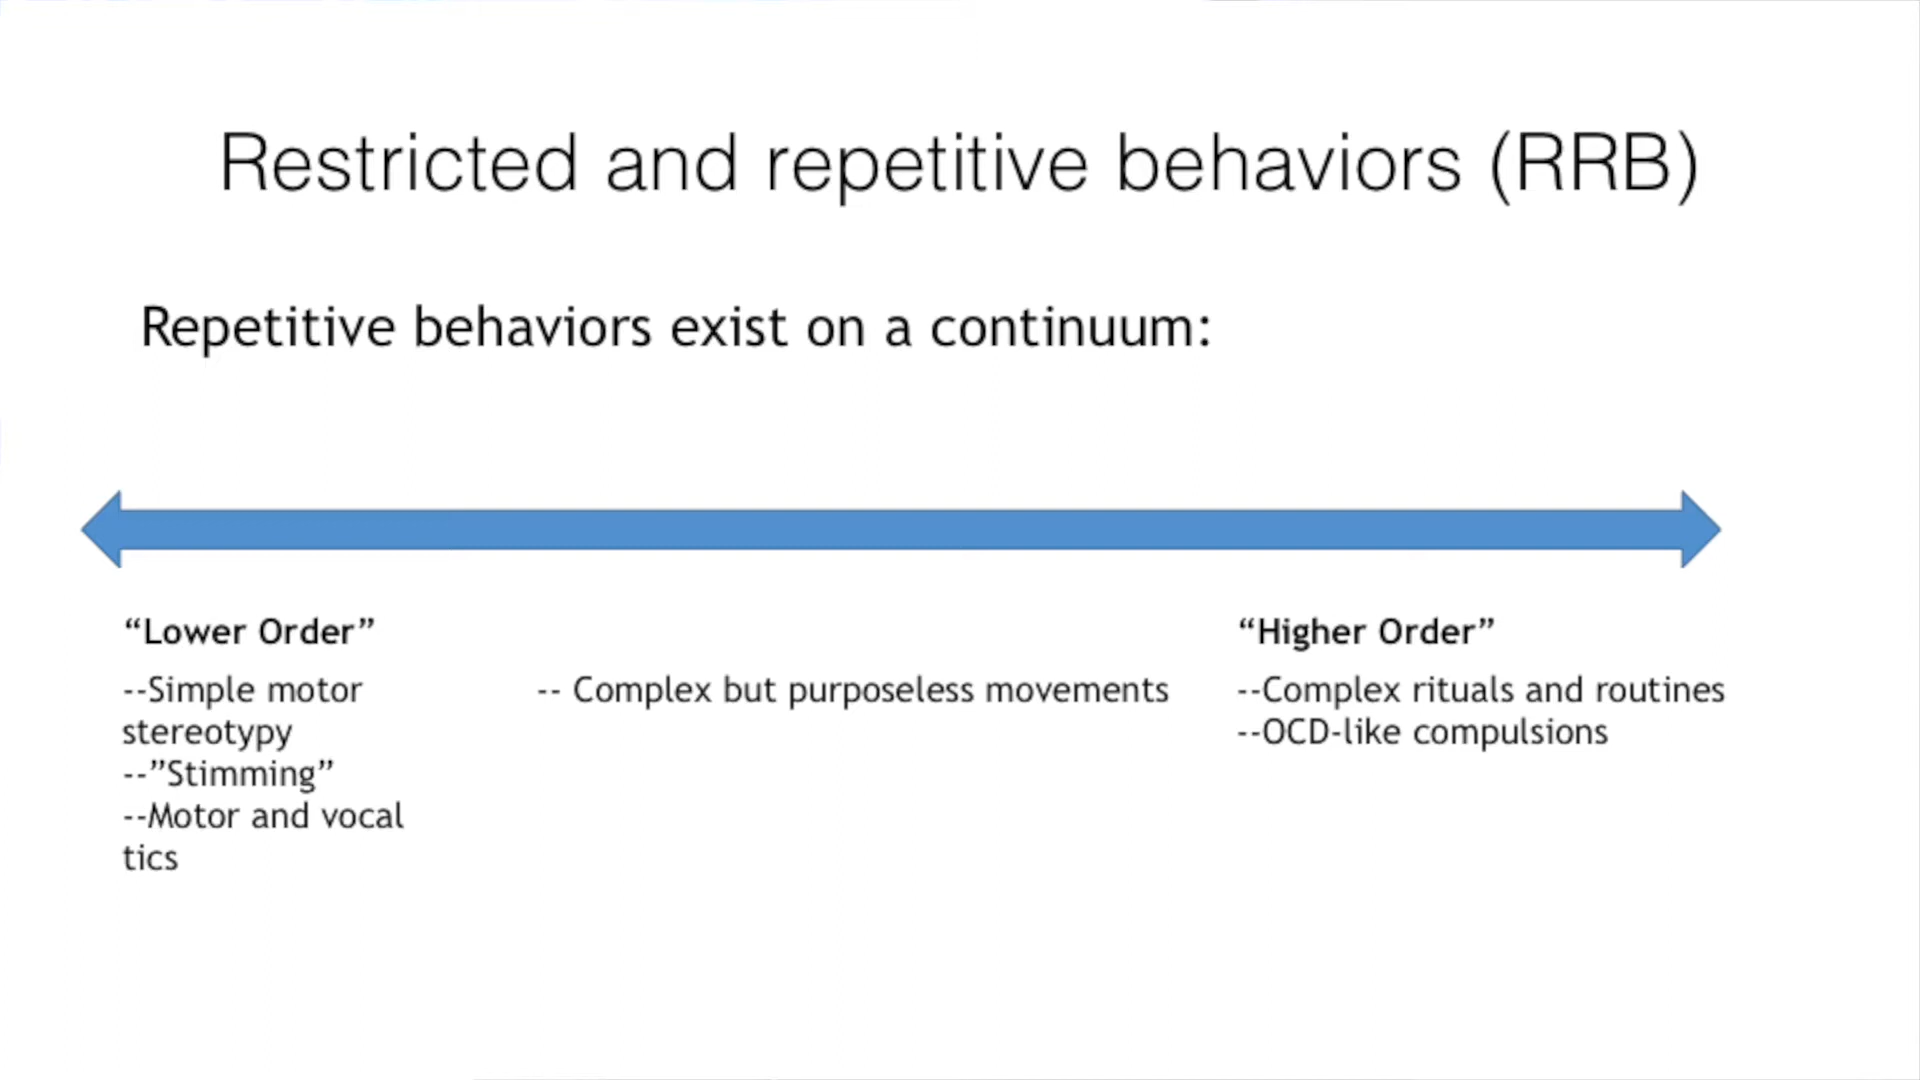 Restricted and repetitive behaviors (RRB)
Repetitive behaviors exist on a continuum:
“Lower Order”
--Simple motor
stereotypy
--”Stimming”
--Motor and vocal
tics
-- Complex but purposeless movements
“Higher Order”
--Complex rituals and routines
--OCD-like compulsions